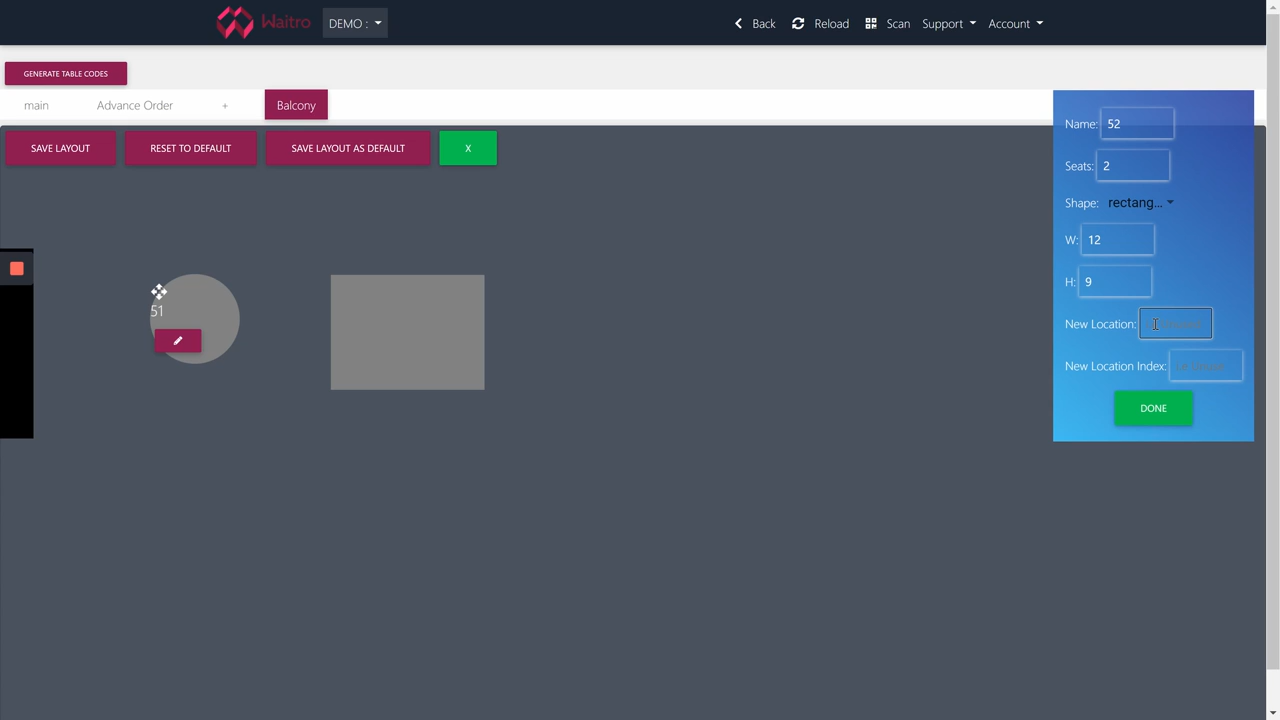 Waitro
DEMO :
Back
Reload
Scan
Support
Account
GENERATE TABLE CODES
main
Advance Order
+
Balcony
SAVE LAYOUT
RESET TO DEFAULT
SAVE LAYOUT AS DEFAULT
X
51
Name: 52
Seats: 2
Shape: rectang...
W: 12
H: 9
New Location:
New Location Index:
DONE